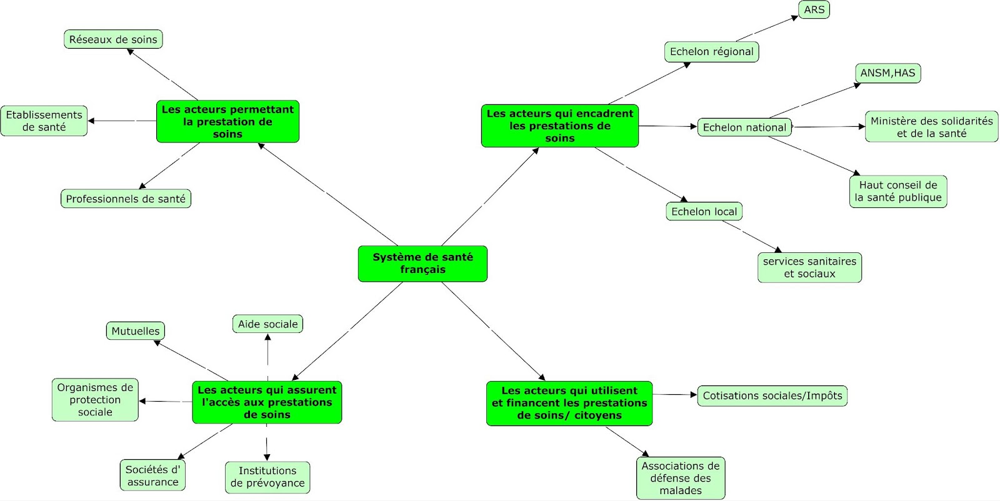 Réseaux de soins
Etablissements
de santé
Les acteurs permettant
la prestation de
soins
Professionnels de santé
ARS
Echelon régional
ANSM,HAS
Les acteurs qui encadrent
les prestations de
soins
Echelon national
Ministère des solidarités
et de la santé
Haut conseil de
la santé publique
Echelon local
services sanitaires
et sociaux
Système de santé
français
Mutuelles
Aide sociale
Organismes de
protection
sociale
Les acteurs qui assurent
l'accès aux prestations
de soins
Sociétés d'
assurance
Institutions
de prévoyance
Les acteurs qui utilisent
et financent les prestations
de soins/ citoyens
Cotisations sociales/Impôts
Associations de
défense des
malades